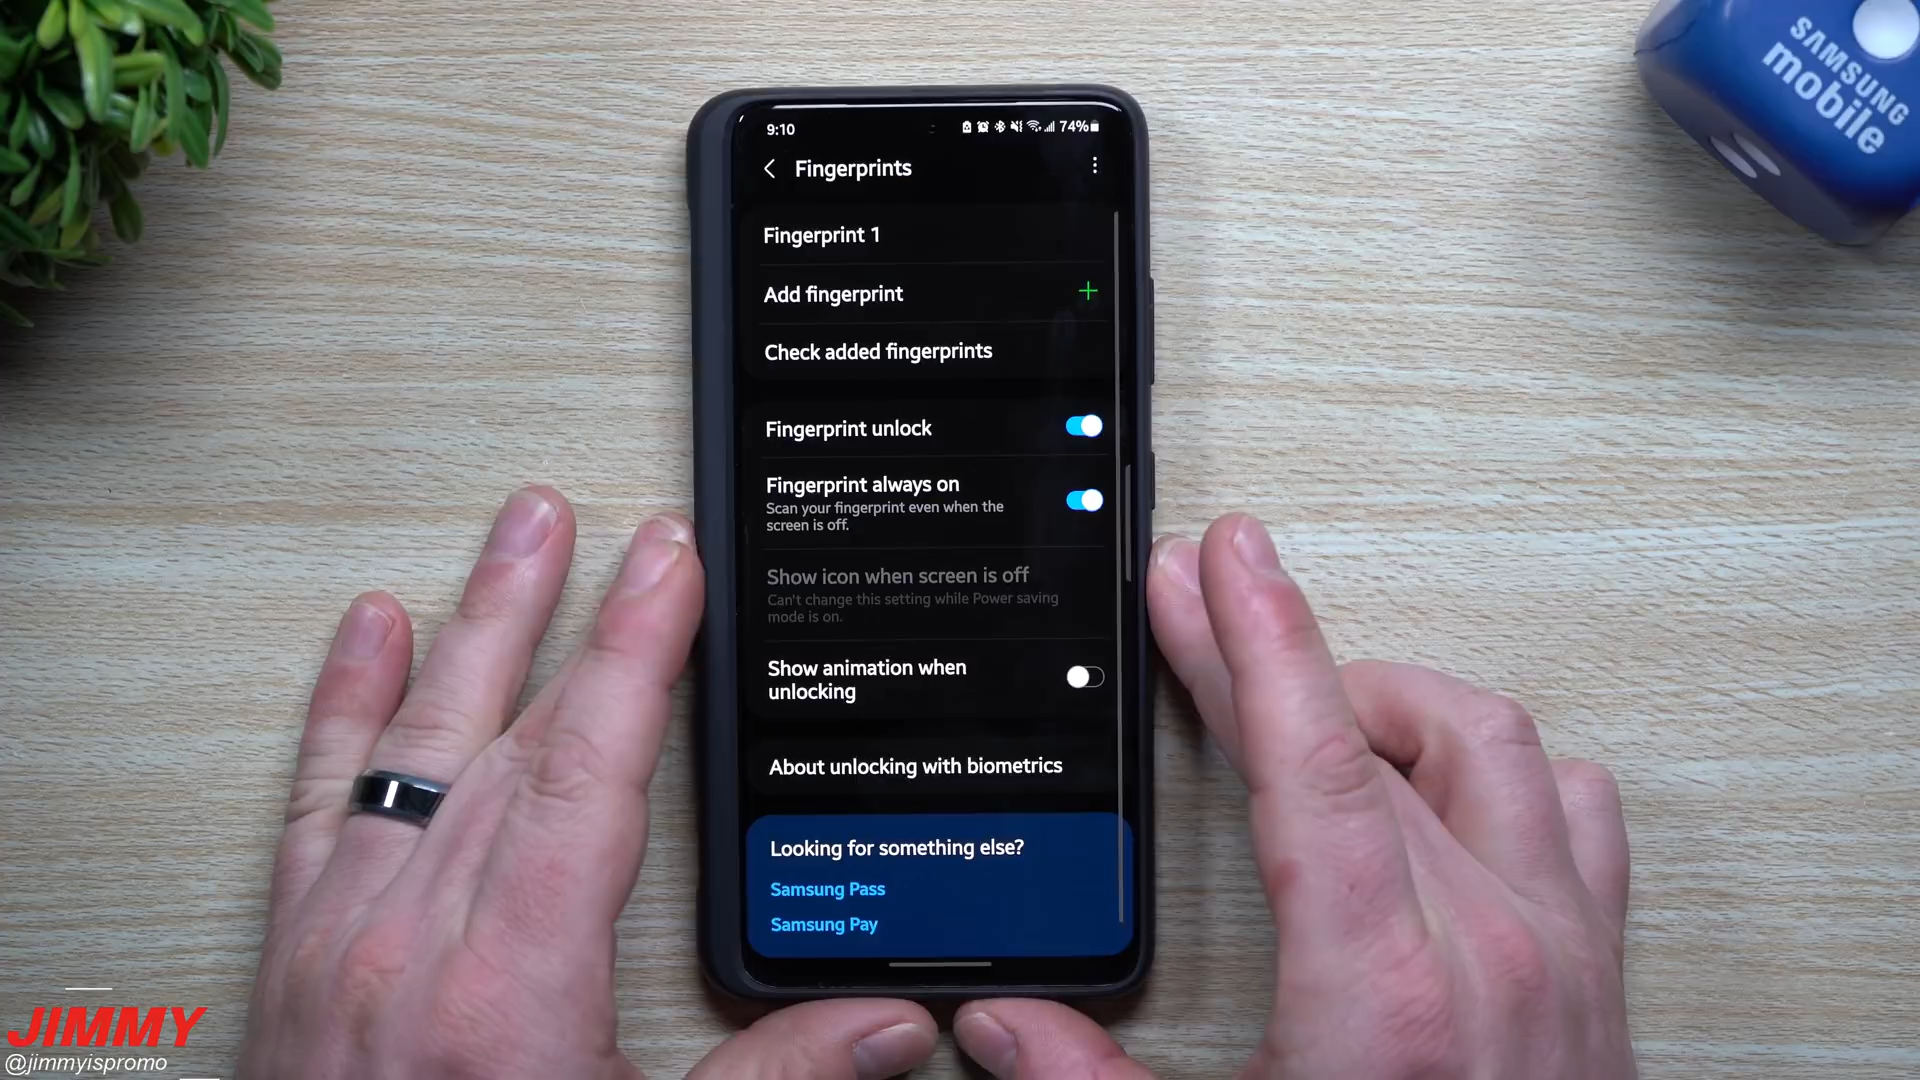 SAMSUNG
mobile
9:10
74%
Fingerprints
Fingerprint 1
Add fingerprint
Check added fingerprints
Fingerprint unlock
Fingerprint always on
Scan your fingerprint even when the
screen is off.
Show icon when screen is off
Can't change this setting while Power saving
mode is on.
Show animation when
unlocking
About unlocking with biometrics
Looking for something else?
Samsung Pass
Samsung Pay
JIMMY
@jimmyispromo